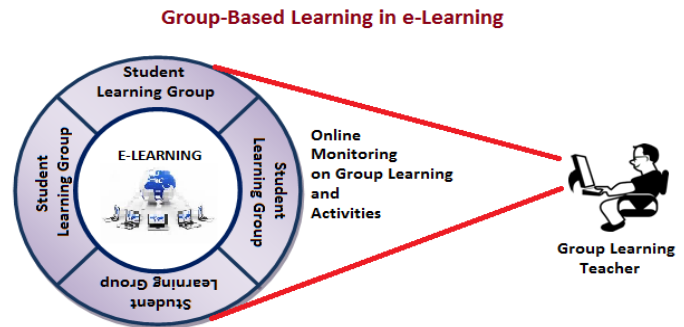 Group-Based Learning in e-Learning
Student
Learning Group
Student
Learning Group
E-LEARNING
Student
Learning Group
Student
Learning Group
Online
Monitoring
on Group Learning
and
Activities
Group Learning
Teacher